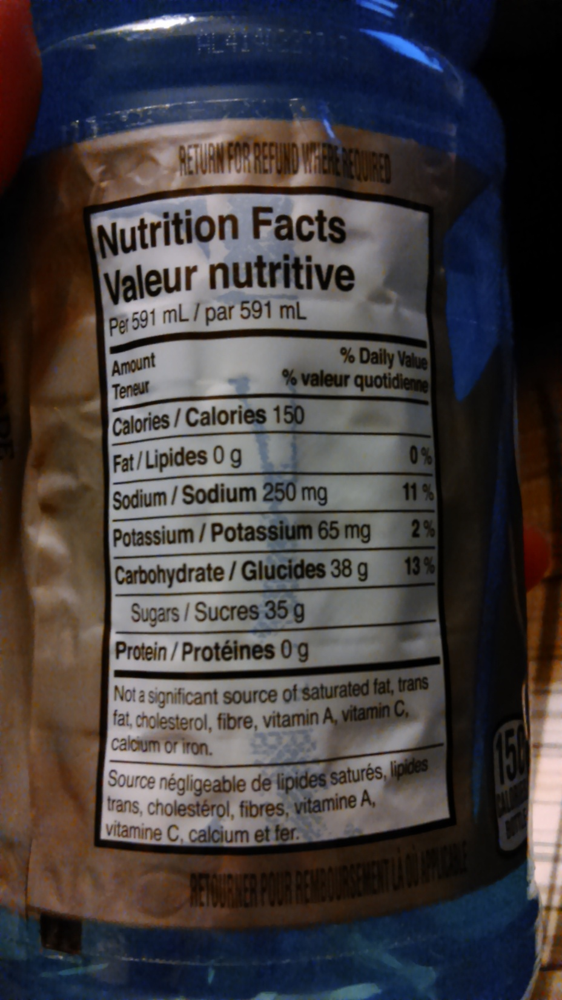 RETURN FOR REFUND WHERE REQUIRED
Nutrition Facts
Valeur nutritive
Per 591 mL / par 591 mL
Amount % Daily Value
Teneur % valeur quotidienne
Calories / Calories 150
Fat / Lipides 0 g 0 %
Sodium / Sodium 250 mg 11 %
Potassium / Potassium 65 mg 2 %
Carbohydrate / Glucides 38 g 13 %
Sugars / Sucres 35 g
Protein / Protéines 0 g
Not a significant source of saturated fat, trans
fat, cholesterol, fibre, vitamin A, vitamin C,
calcium or iron.
Source négligeable de lipides saturés, lipides
trans, cholestérol, fibres, vitamine A,
vitamine C, calcium et fer.
RETOURNER POUR REMBOURSEMENT LÀ OÙ APPLICABLE
150